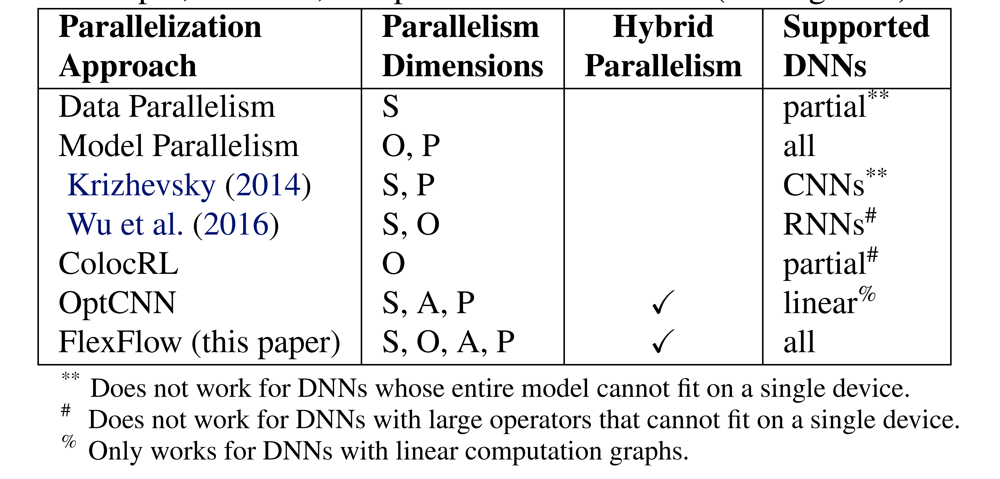 Parallelization Approach | Parallelism Dimensions | Hybrid Parallelism | Supported DNNs
Data Parallelism | S | | partial**
Model Parallelism | O, P | | all
Krizhevsky (2014) | S, P | | CNNs**
Wu et al. (2016) | S, O | | RNNs#
ColocRL | O | | partial#
OptCNN | S, A, P | ✓ | linear%
FlexFlow (this paper) | S, O, A, P | ✓ | all
** Does not work for DNNs whose entire model cannot fit on a single device.
# Does not work for DNNs with large operators that cannot fit on a single device.
% Only works for DNNs with linear computation graphs.